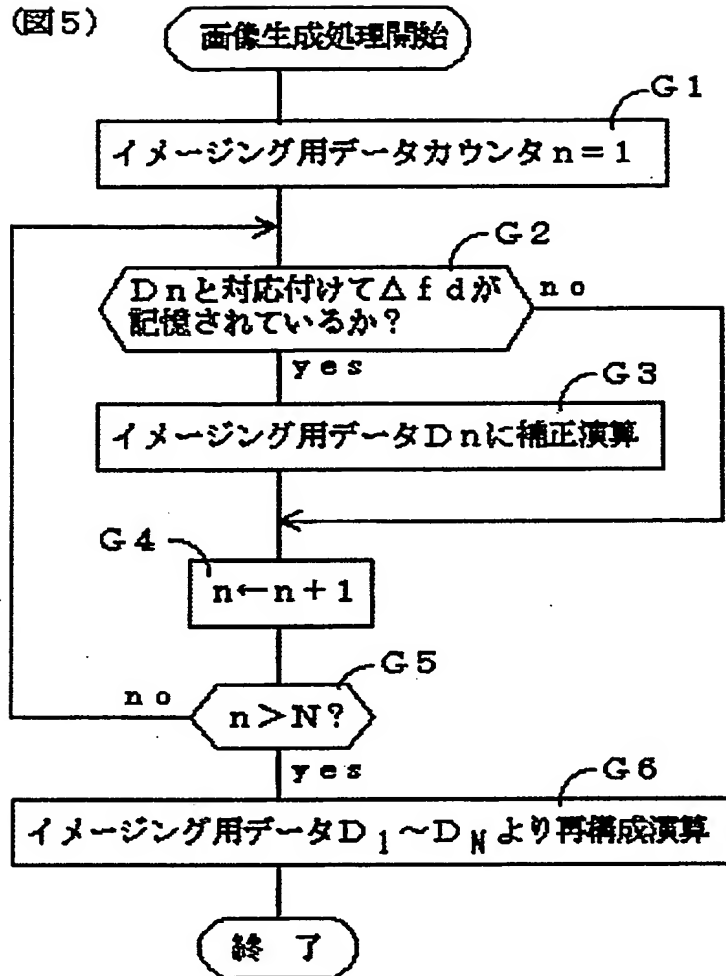 (図5)
画像生成処理開始
G1
イメージング用データカウンタn=1
G2
Dnと対応付けて△fdが
記憶されているか?
no
yes
G3
イメージング用データDnに補正演算
G4
n←n+1
G5
no
n>N?
yes
G6
イメージング用データD1~DNより再構成演算
終 了